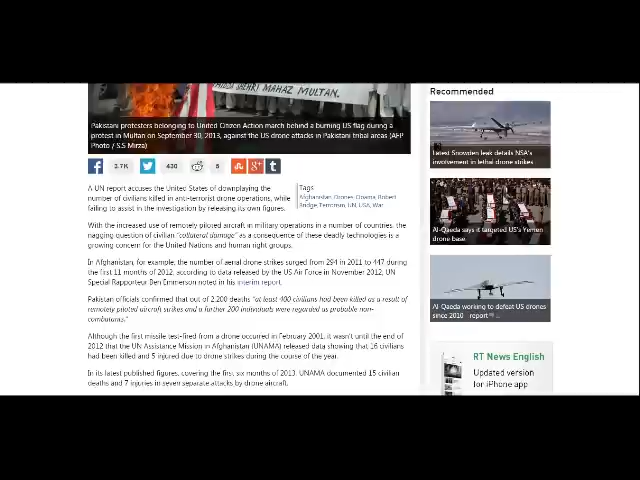 SHEHRI MAHAZ MULTAN.
Pakistani protesters belonging to United Citizen Action march behind a burning US flag during a
protest in Multan on September 30, 2013, against the US drone attacks in Pakistani tribal areas (AFP
Photo / S.S Mirza)
3.7K 430 6
A UN report accuses the United States of downplaying the
number of civilians killed in anti-terrorist drone operations, while
failing to assist in the investigation by releasing its own figures.
Tags
Afghanistan, Drones, Obama, Robert
Bridge, Terrorism, UN, USA, War
With the increased use of remotely piloted aircraft in military operations in a number of countries, the
nagging question of civilian "collateral damage" as a consequence of these deadly technologies is a
growing concern for the United Nations and human right groups.
In Afghanistan, for example, the number of aerial drone strikes surged from 294 in 2011 to 447 during
the first 11 months of 2012, according to data released by the US Air Force in November 2012, UN
Special Rapporteur Ben Emmerson noted in his interim report.
Pakistan officials confirmed that out of 2,200 deaths "at least 400 civilians had been killed as a result of
remotely piloted aircraft strikes and a further 200 individuals were regarded as probable non-
combatants."
Although the first missile test-fired from a drone occurred in February 2001, it wasn't until the end of
2012 that the UN Assistance Mission in Afghanistan (UNAMA) released data showing that 16 civilians
had been killed and 5 injured due to drone strikes during the course of the year.
In its latest published figures, covering the first six months of 2013, UNAMA documented 15 civilian
deaths and 7 injuries in seven separate attacks by drone aircraft.
Recommended
Latest Snowden leak details NSA's
involvement in lethal drone strikes
Al-Qaeda says it targeted US's Yemen
drone base
Al Qaeda working to defeat US drones
since 2010 report
RT News English
Updated version
for iPhone app